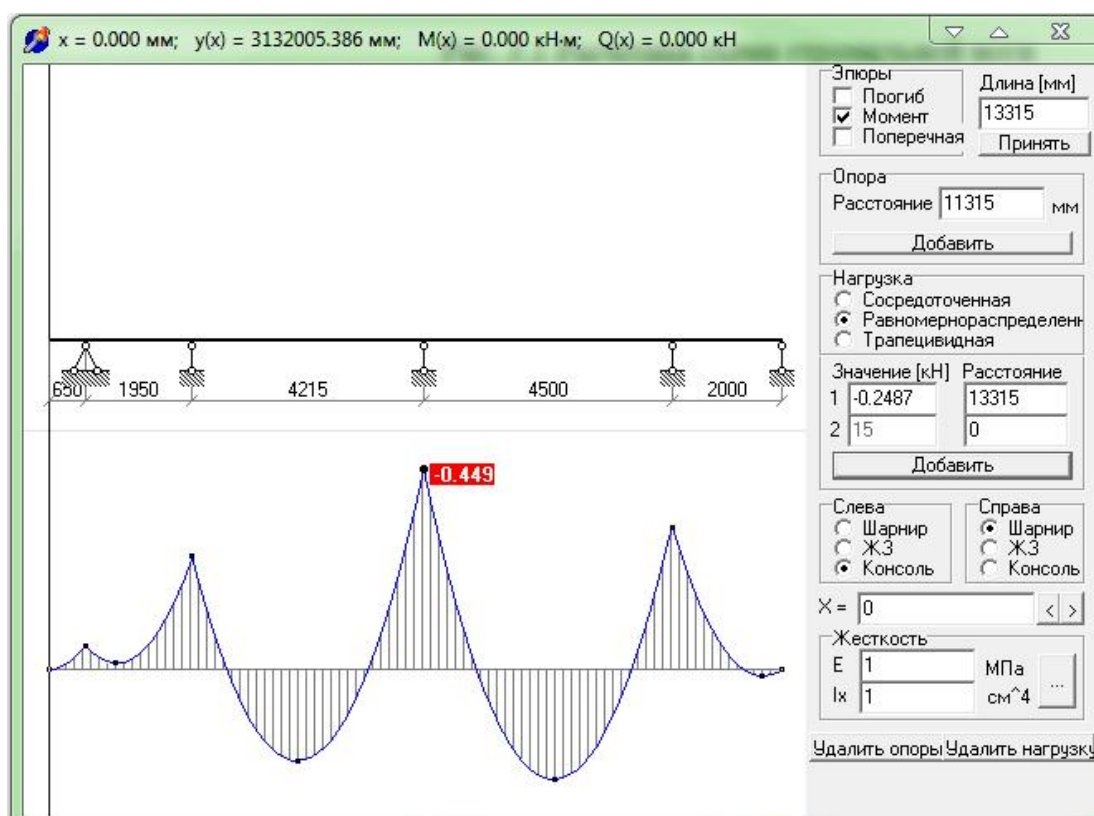 x = 0.000 мм; y(x) = 3132005.386 мм; M(x) = 0.000 кН·м; Q(x) = 0.000 кН
Эпюры
Прогиб
Момент
Поперечная
Длина [мм]
13315
Принять
Опора
Расстояние 11315 мм
Добавить
Нагрузка
Сосредоточенная
Равномернораспределенн
Трапецивидная
Значение [кН] Расстояние
1 -0.2487 13315
2 15 0
Добавить
Слева
Шарнир
ЖЗ
Консоль
Справа
Шарнир
ЖЗ
Консоль
X = 0 < >
Жесткость
E 1 МПа
Ix 1 см^4 ...
Удалить опоры Удалить нагрузку
650 1950 4215 4500 2000
-0.449